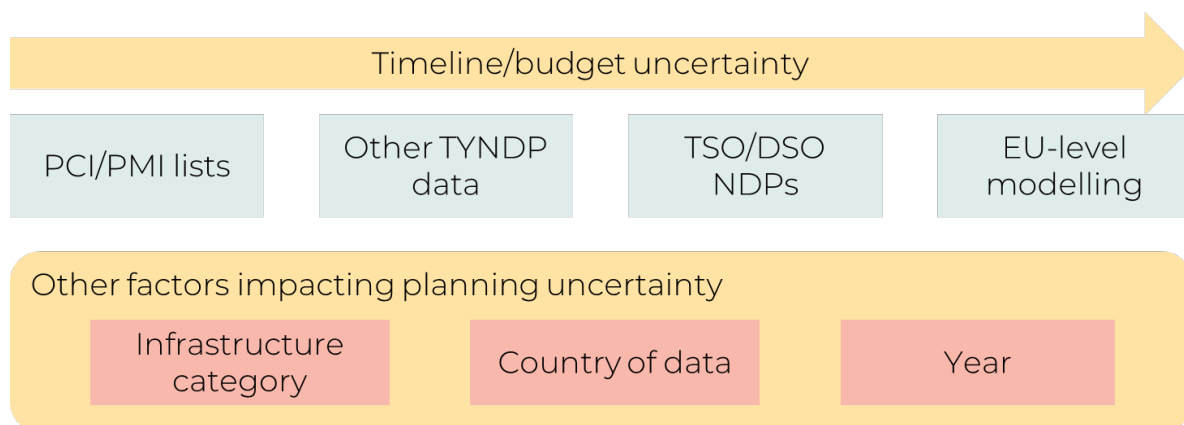 Timeline/budget uncertainty
PCI/PMI lists
Other TYNDP
data
TSO/DSO
NDPs
EU-level
modelling
Other factors impacting planning uncertainty
Infrastructure
category
Country of data
Year